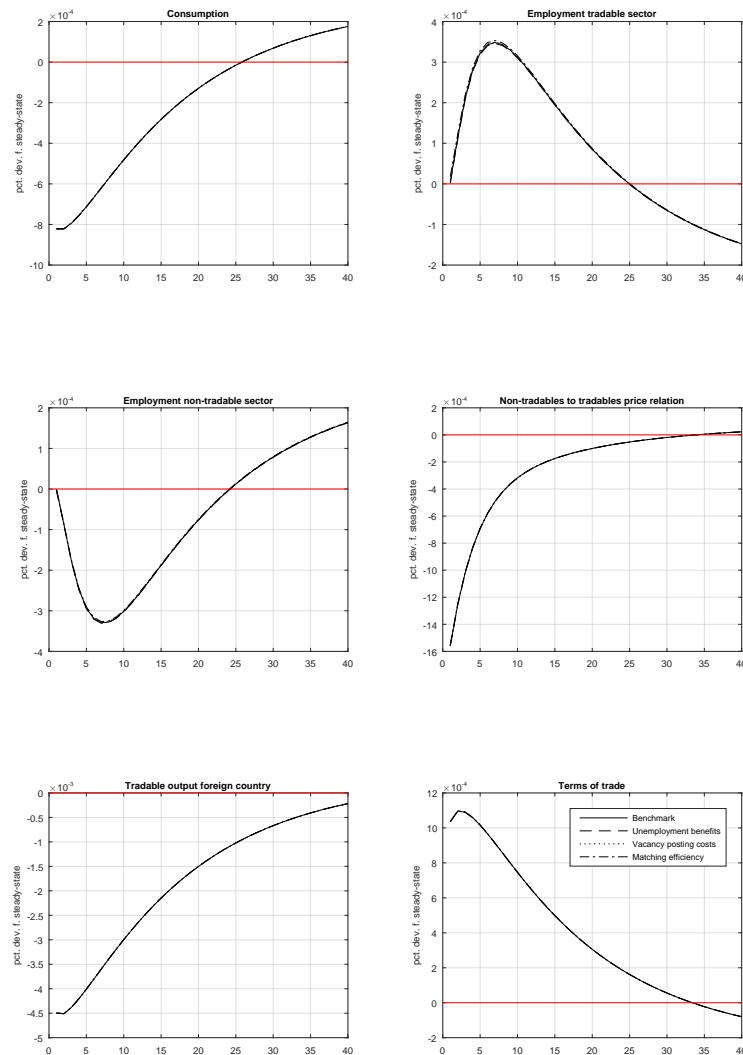 Consumption
×10⁻⁴
pct. dev. f. steady-state
2
0
-2
-4
-6
-8
-10
0 5 10 15 20 25 30 35 40
Employment tradable sector
×10⁻⁴
pct. dev. f. steady-state
4
3
2
1
0
-1
-2
0 5 10 15 20 25 30 35 40
Employment non-tradable sector
×10⁻⁴
pct. dev. f. steady-state
2
1
0
-1
-2
-3
-4
0 5 10 15 20 25 30 35 40
Non-tradables to tradables price relation
×10⁻⁴
pct. dev. f. steady-state
2
0
-2
-4
-6
-8
-10
-12
-14
-16
0 5 10 15 20 25 30 35 40
Tradable output foreign country
×10⁻³
pct. dev. f. steady-state
0
-0.5
-1
-1.5
-2
-2.5
-3
-3.5
-4
-4.5
-5
0 5 10 15 20 25 30 35 40
Terms of trade
×10⁻⁴
pct. dev. f. steady-state
12
10
8
6
4
2
0
-2
0 5 10 15 20 25 30 35 40
Benchmark
Unemployment benefits
Vacancy posting costs
Matching efficiency